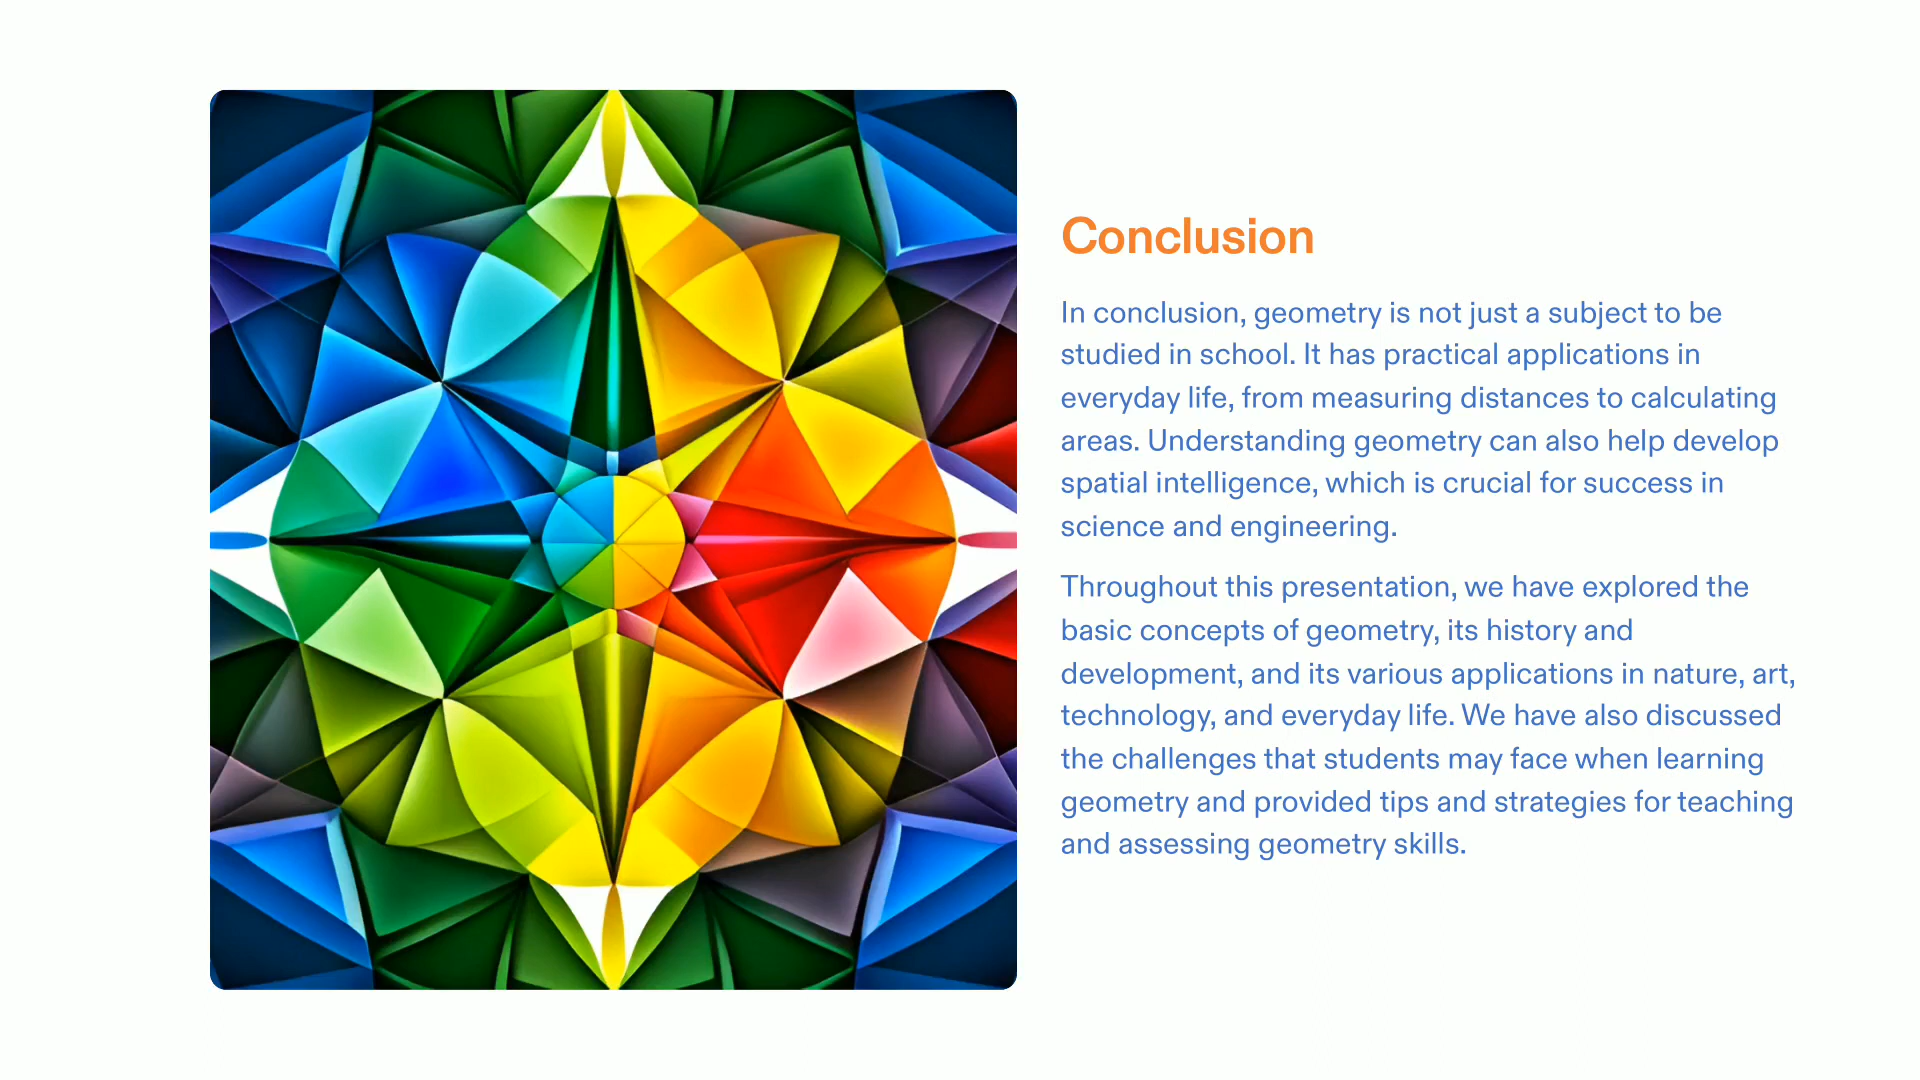 Conclusion
In conclusion, geometry is not just a subject to be
studied in school. It has practical applications in
everyday life, from measuring distances to calculating
areas. Understanding geometry can also help develop
spatial intelligence, which is crucial for success in
science and engineering.
Throughout this presentation, we have explored the
basic concepts of geometry, its history and
development, and its various applications in nature, art,
technology, and everyday life. We have also discussed
the challenges that students may face when learning
geometry and provided tips and strategies for teaching
and assessing geometry skills.